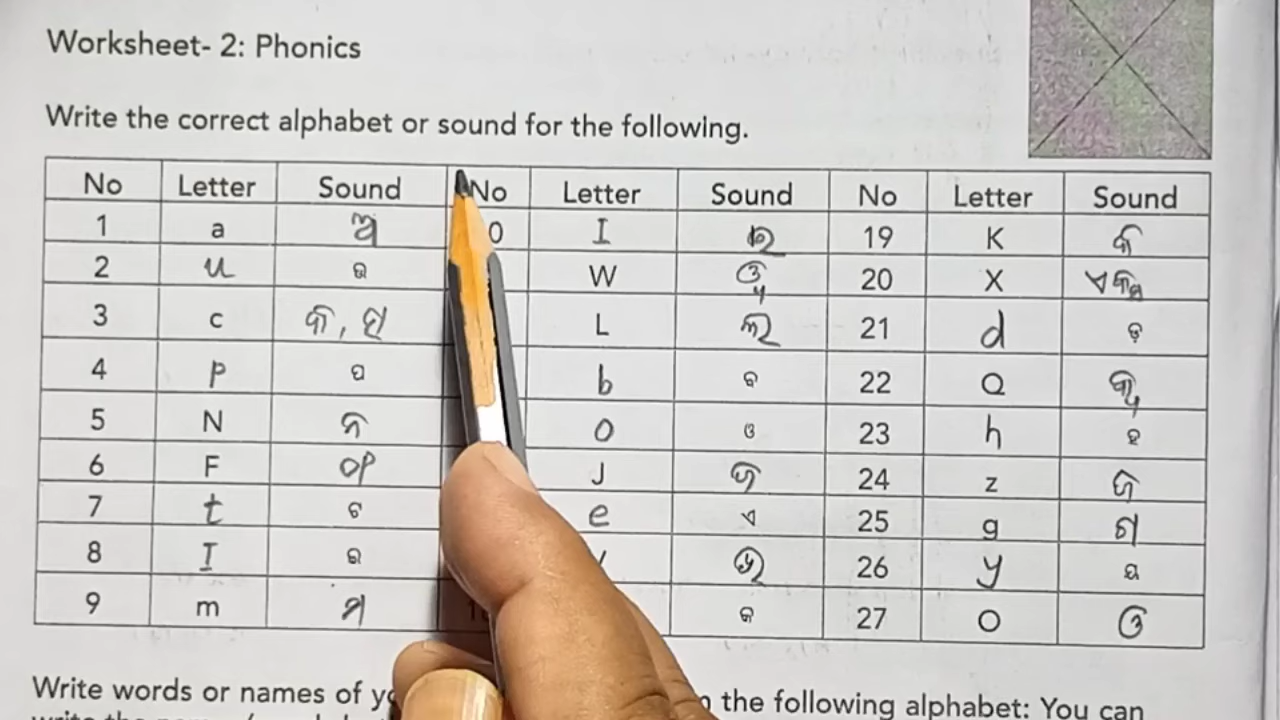 Worksheet- 2: Phonics
Write the correct alphabet or sound for the following.
No Letter Sound No Letter Sound No Letter Sound
1 a ଅ 0 I ଇ 19 K କ
2 u ଉ W ଓ୍ୱ 20 X ଏକ୍ସ
3 c କ, ସ L ଲ 21 d ଡ
4 p ପ b ବ 22 Q କ୍ୱ
5 N ନ o ଓ 23 h ହ
6 F ଫ J ଜ 24 z ଜ
7 t ଟ e ଏ 25 g ଗ
8 I ଇ 26 y ୟ
9 m ମ 27 O ଓ
Write words or names of the following alphabet: You can